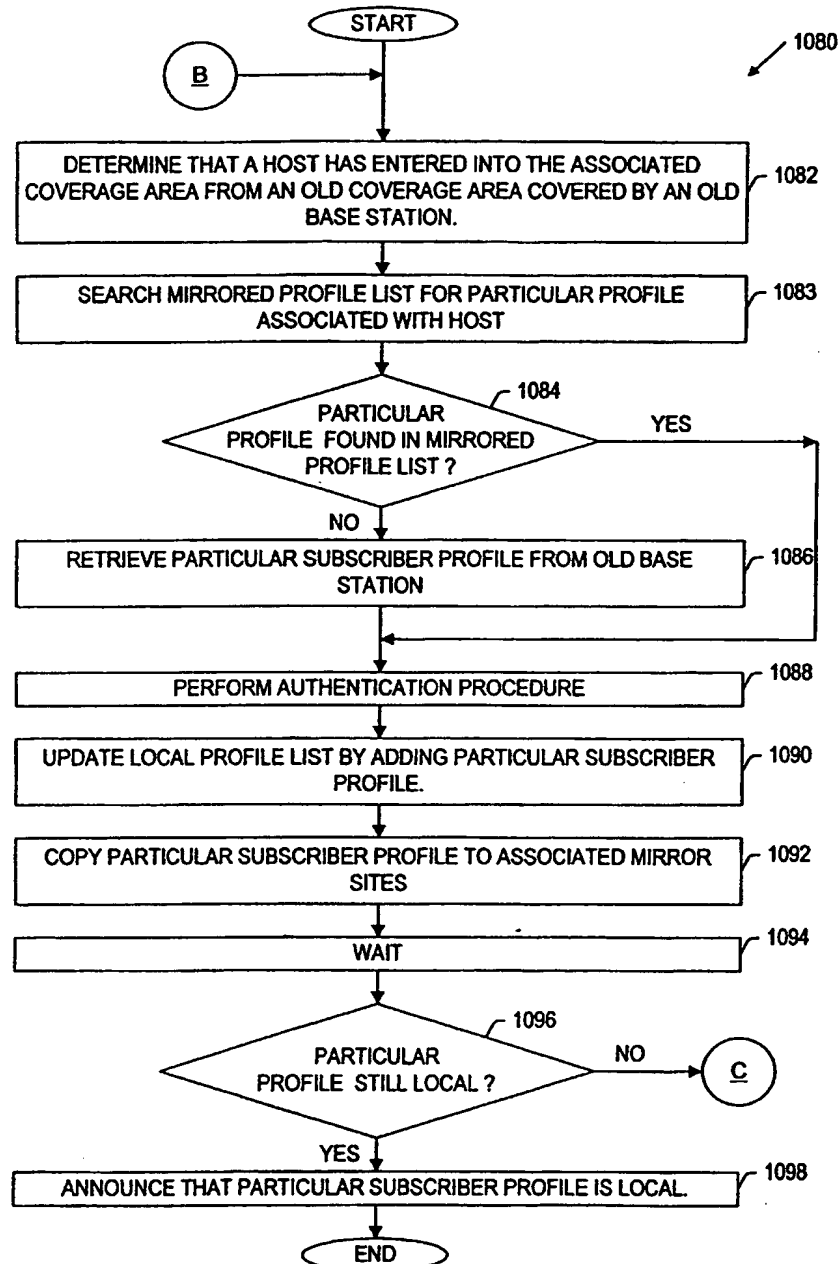 START
1080
B
DETERMINE THAT A HOST HAS ENTERED INTO THE ASSOCIATED
COVERAGE AREA FROM AN OLD COVERAGE AREA COVERED BY AN OLD
BASE STATION.
1082
SEARCH MIRRORED PROFILE LIST FOR PARTICULAR PROFILE
ASSOCIATED WITH HOST
1083
1084
PARTICULAR
PROFILE FOUND IN MIRRORED
PROFILE LIST ?
YES
NO
RETRIEVE PARTICULAR SUBSCRIBER PROFILE FROM OLD BASE
STATION
1086
PERFORM AUTHENTICATION PROCEDURE
1088
UPDATE LOCAL PROFILE LIST BY ADDING PARTICULAR SUBSCRIBER
PROFILE.
1090
COPY PARTICULAR SUBSCRIBER PROFILE TO ASSOCIATED MIRROR
SITES
1092
WAIT
1094
1096
PARTICULAR
PROFILE STILL LOCAL ?
NO
C
YES
ANNOUNCE THAT PARTICULAR SUBSCRIBER PROFILE IS LOCAL.
1098
END